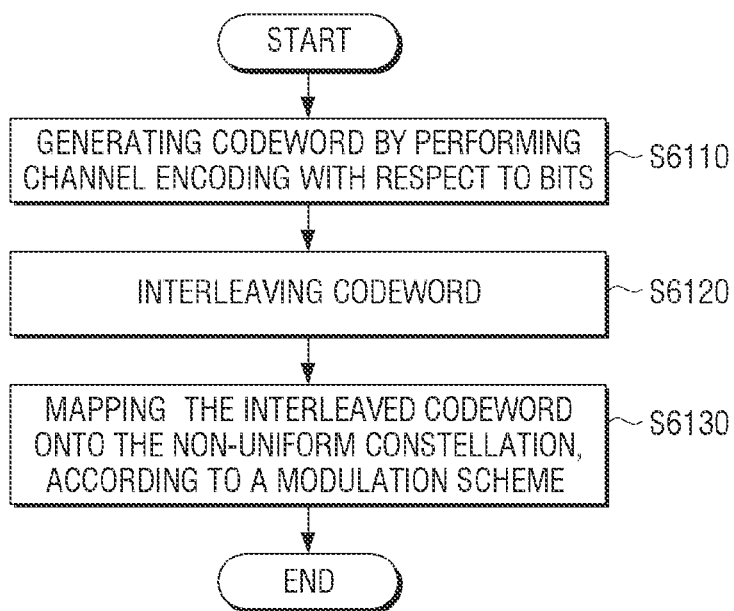 START
GENERATING CODEWORD BY PERFORMING
CHANNEL ENCODING WITH RESPECT TO BITS
S6110
INTERLEAVING CODEWORD
S6120
MAPPING THE INTERLEAVED CODEWORD
ONTO THE NON-UNIFORM CONSTELLATION,
ACCORDING TO A MODULATION SCHEME
S6130
END